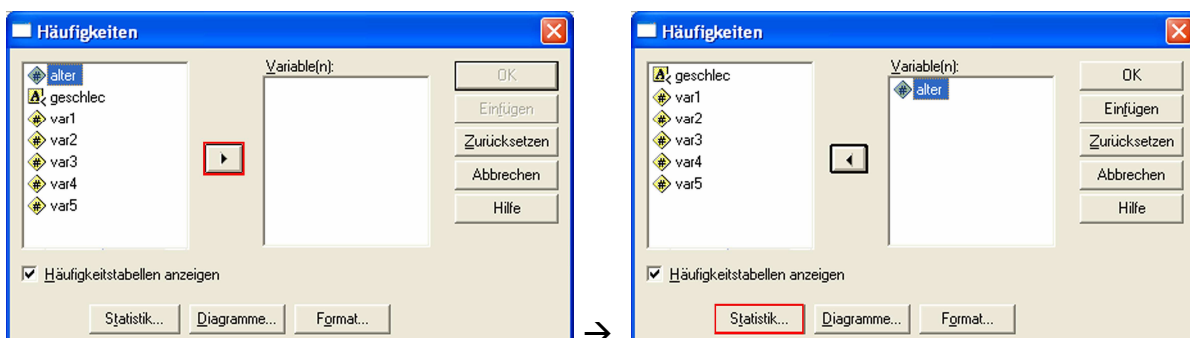 Häufigkeiten
alter
geschlec
var1
var2
var3
var4
var5
Variable(n):
OK
Einfügen
Zurücksetzen
Abbrechen
Hilfe
Häufigkeitstabellen anzeigen
Statistik... Diagramme... Format...
→
Häufigkeiten
geschlec
var1
var2
var3
var4
var5
Variable(n):
alter
OK
Einfügen
Zurücksetzen
Abbrechen
Hilfe
Häufigkeitstabellen anzeigen
Statistik... Diagramme... Format...